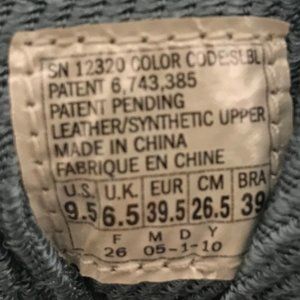 SN 12320 COLOR CODE:SLBL
PATENT 6,743,385
PATENT PENDING
LEATHER/SYNTHETIC UPPER
MADE IN CHINA
FABRIQUE EN CHINE
U.S. U.K. EUR CM BRA
9.5 6.5 39.5 26.5 39
F M D Y
26 05-1-10